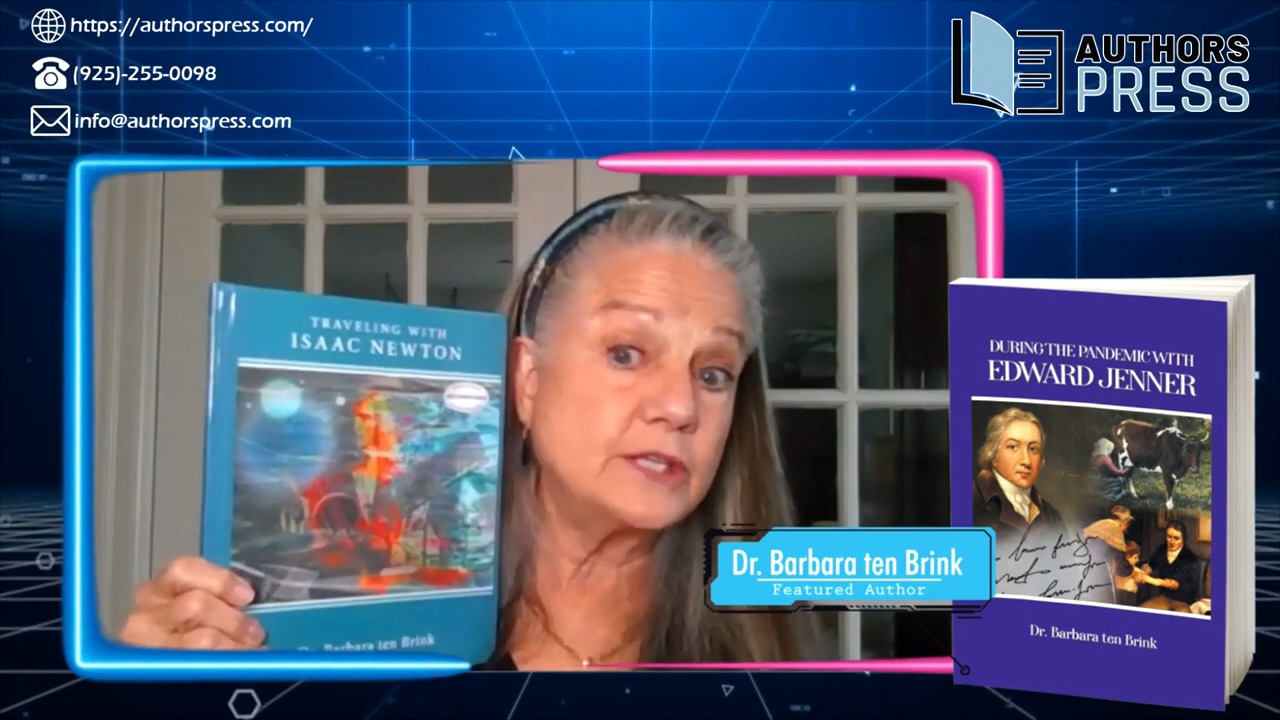 https://authorspress.com/
(925)-255-0098
info@authorspress.com
AUTHORS
PRESS
TRAVELING WITH
ISAAC NEWTON
Dr. Barbara ten Brink
Dr. Barbara ten Brink
Featured Author
DURING THE PANDEMIC WITH
EDWARD JENNER
Dr. Barbara ten Brink